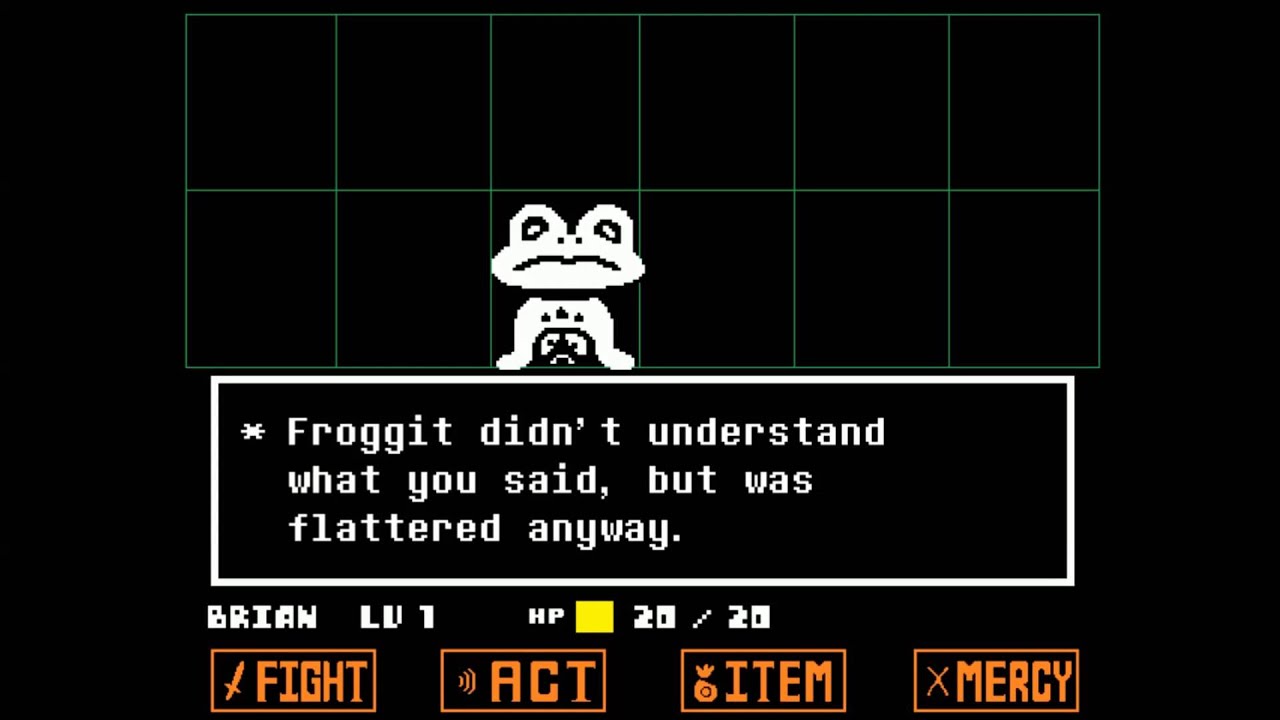 * Froggit didn't understand
what you said, but was
flattered anyway.
BRIAN LV 1 HP 20 / 20
FIGHT ACT ITEM MERCY